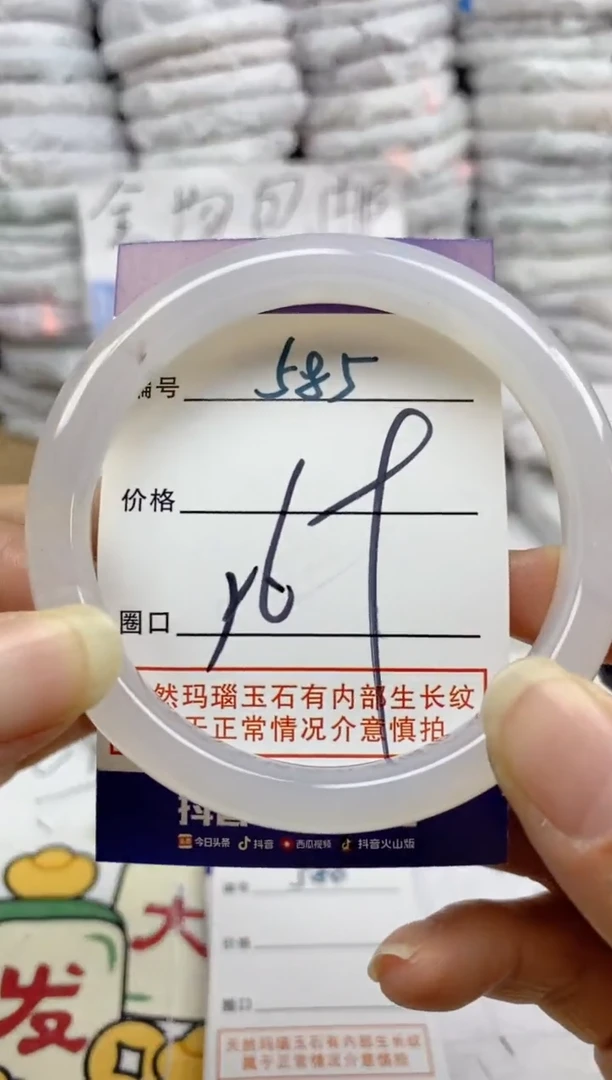 全场包邮
编号 585
价格
圈口
y69
然玛瑙玉石有内部生长纹
于正常情况介意慎拍
抖音
今日头条 抖音 西瓜视频 抖音火山版
大
发
编号 580
价格
圈口
天然玛瑙玉石有内部生长纹
属于正常情况介意慎拍